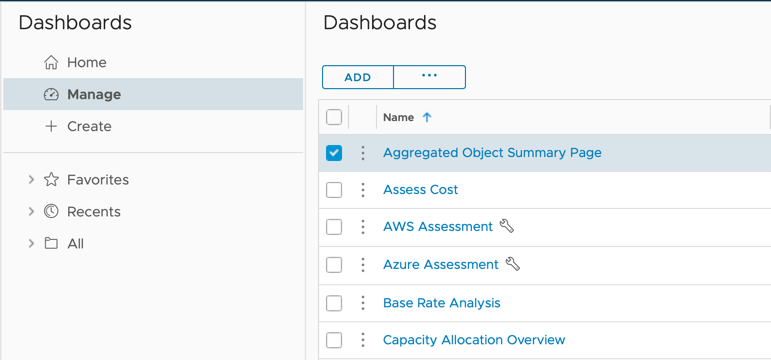 Dashboards
Home
Manage
Create
Favorites
Recents
All
Dashboards
ADD ...
Name
Aggregated Object Summary Page
Assess Cost
AWS Assessment
Azure Assessment
Base Rate Analysis
Capacity Allocation Overview